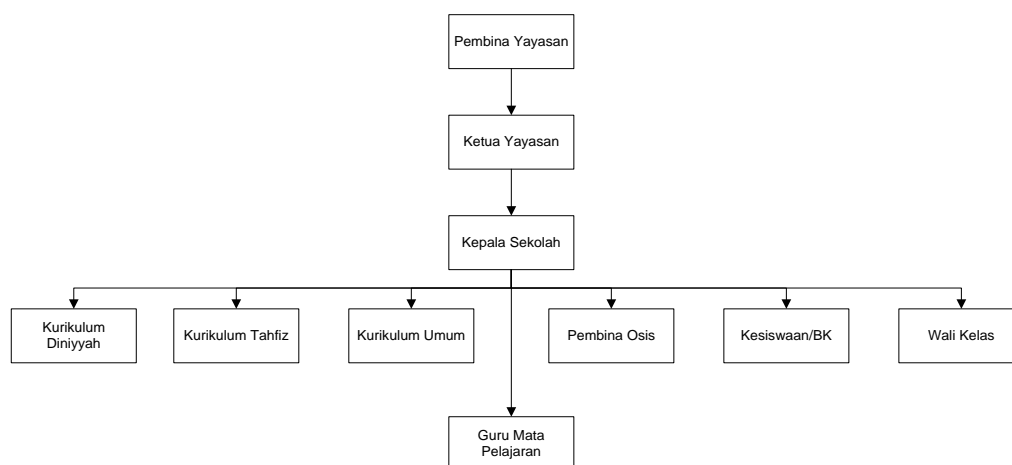 Pembina Yayasan
Ketua Yayasan
Kepala Sekolah
Kurikulum
Diniyyah
Kurikulum Tahfiz
Kurikulum Umum
Pembina Osis
Kesiswaan/BK
Wali Kelas
Guru Mata
Pelajaran